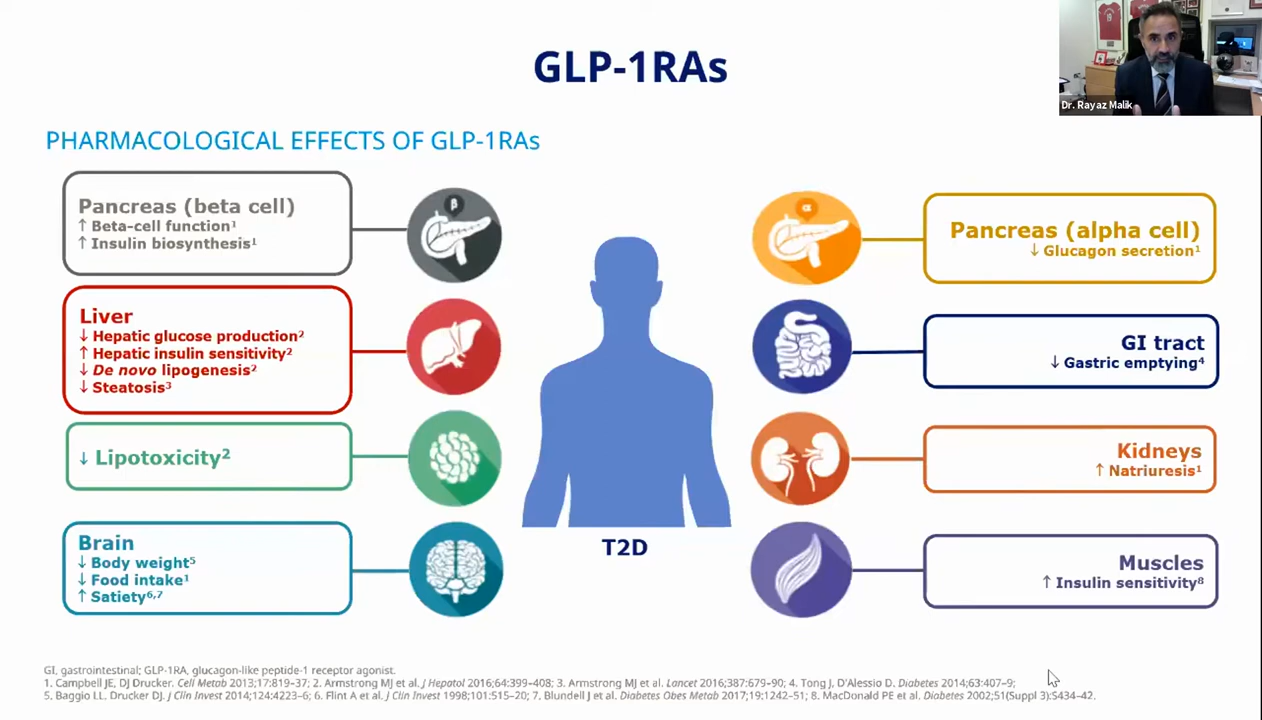 GLP-1RAs
Dr. Rayaz Malik
PHARMACOLOGICAL EFFECTS OF GLP-1RAs
Pancreas (beta cell)
↑ Beta-cell function¹
↑ Insulin biosynthesis¹
β
Liver
↓ Hepatic glucose production²
↑ Hepatic insulin sensitivity²
↓ De novo lipogenesis²
↓ Steatosis³
↓ Lipotoxicity²
Brain
↓ Body weight⁵
↓ Food intake¹
↑ Satiety⁶,⁷
T2D
α
Pancreas (alpha cell)
↓ Glucagon secretion¹
GI tract
↓ Gastric emptying⁴
Kidneys
↑ Natriuresis¹
Muscles
↑ Insulin sensitivity⁸
GI, gastrointestinal; GLP-1RA, glucagon-like peptide-1 receptor agonist.
1. Campbell JE, DJ Drucker. Cell Metab 2013;17:819–37; 2. Armstrong MJ et al. J Hepatol 2016;64:399–408; 3. Armstrong MJ et al. Lancet 2016;387:679–90; 4. Tong J, D'Alessio D. Diabetes 2014;63:407–9;
5. Baggio LL. Drucker DJ. J Clin Invest 2014;124:4223–6; 6. Flint A et al. J Clin Invest 1998;101:515–20; 7. Blundell J et al. Diabetes Obes Metab 2017;19:1242–51; 8. MacDonald PE et al. Diabetes 2002;51(Suppl 3):S434–42.